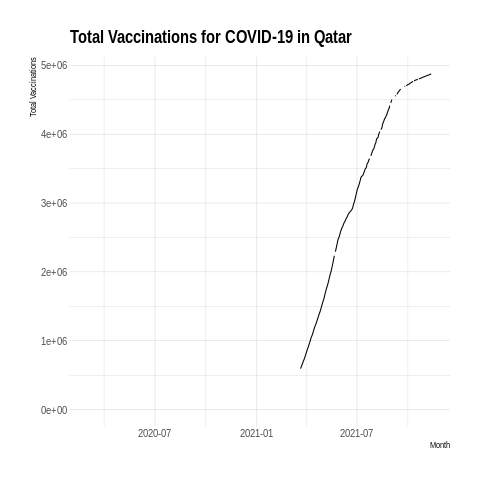 Total Vaccinations for COVID-19 in Qatar
Total Vaccinations
5e+06
4e+06
3e+06
2e+06
1e+06
0e+00
2020-07
2021-01
2021-07
Month